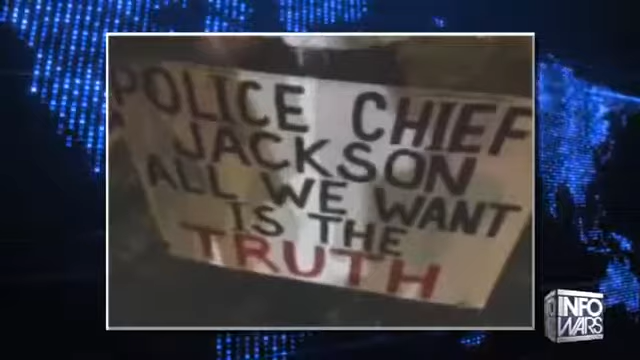 POLICE CHIEF
JACKSON
ALL WE WANT
IS THE
TRUTH
INFO
WARS